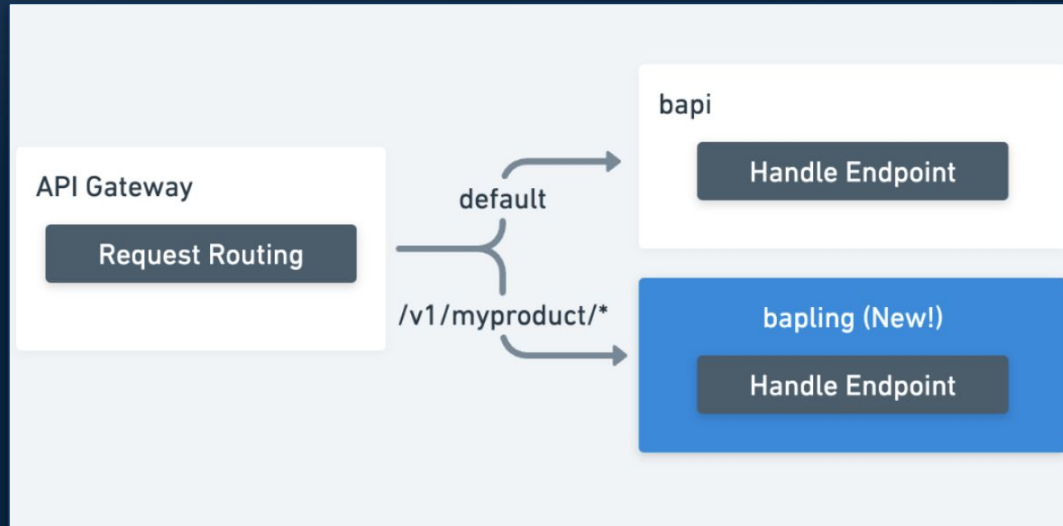 API Gateway
Request Routing
default
/v1/myproduct/*
bapi
Handle Endpoint
bapling (New!)
Handle Endpoint